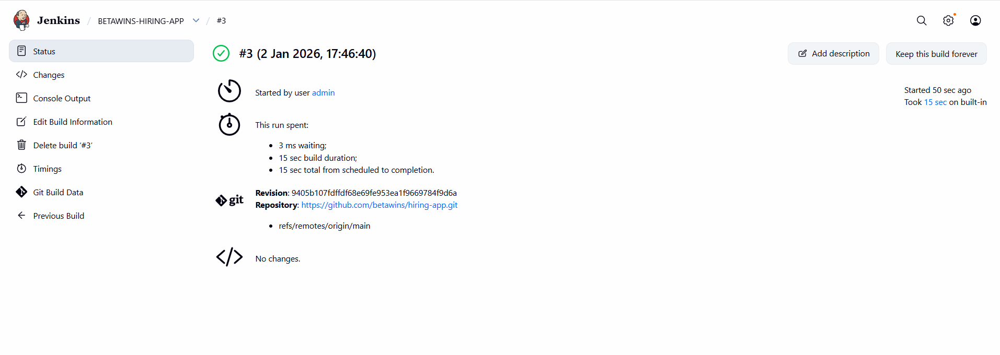 Jenkins / BETAWINS-HIRING-APP / #3
Status
Changes
Console Output
Edit Build Information
Delete build ‘#3’
Timings
Git Build Data
Previous Build
#3 (2 Jan 2026, 17:46:40)
Add description
Keep this build forever
Started by user admin
Started 50 sec ago
Took 15 sec on built-in
This run spent:
3 ms waiting;
15 sec build duration;
15 sec total from scheduled to completion.
git
Revision: 9405b107fdffdf68e69fe953ea1f9669784f9d6a
Repository: https://github.com/betawins/hiring-app.git
refs/remotes/origin/main
No changes.